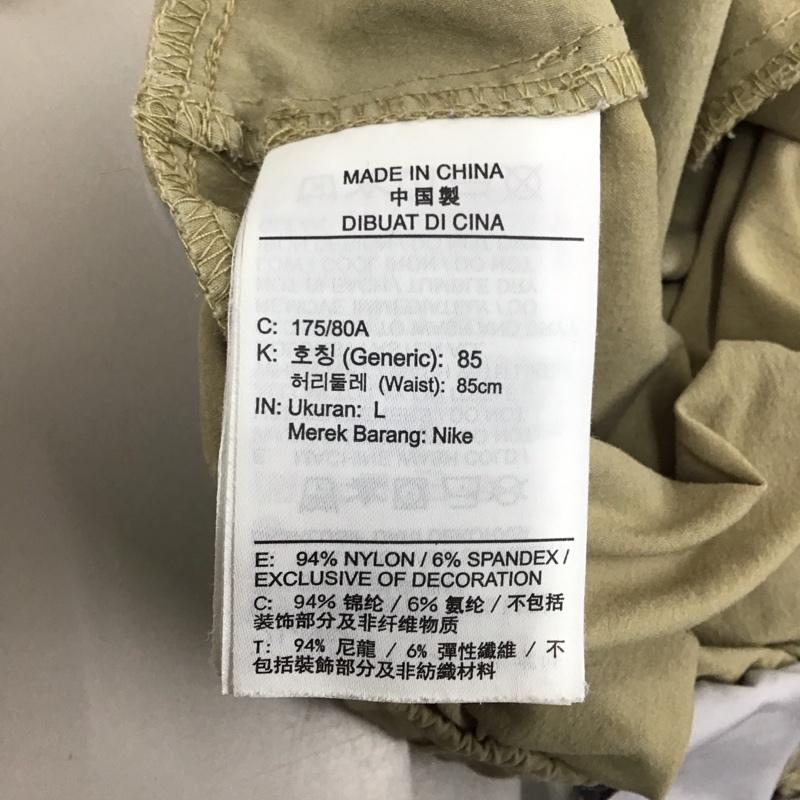 MADE IN CHINA
中国製
DIBUAT DI CINA
C: 175/80A
K: 호칭 (Generic): 85
허리둘레 (Waist): 85cm
IN: Ukuran: L
Merek Barang: Nike
E: 94% NYLON / 6% SPANDEX /
EXCLUSIVE OF DECORATION
C: 94% 锦纶 / 6% 氨纶 / 不包括
装饰部分及非纤维物质
T: 94% 尼龍 / 6% 彈性纖維 / 不
包括裝飾部分及非紡織材料